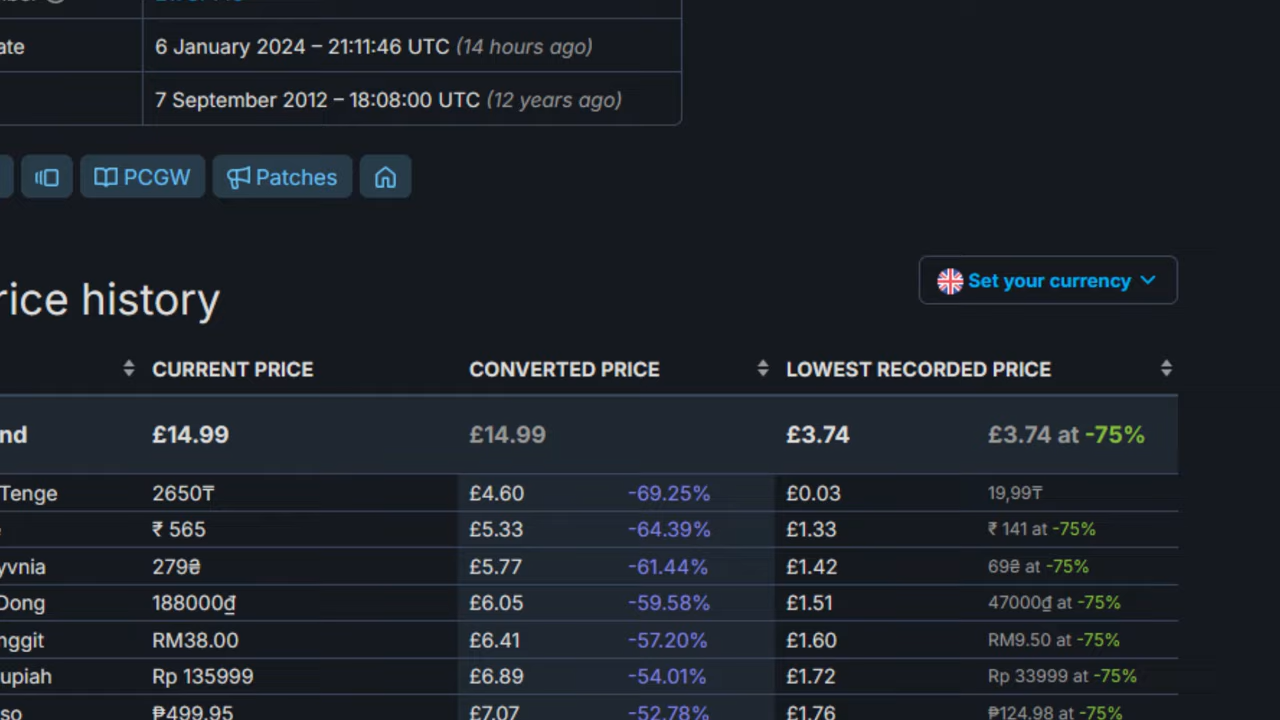 ate 6 January 2024 – 21:11:46 UTC (14 hours ago)
7 September 2012 – 18:08:00 UTC (12 years ago)
PCGW Patches
rice history
Set your currency
CURRENT PRICE CONVERTED PRICE LOWEST RECORDED PRICE
nd £14.99 £14.99 £3.74 £3.74 at -75%
Tenge 2650₸ £4.60 -69.25% £0.03 19,99₸
₹ 565 £5.33 -64.39% £1.33 ₹ 141 at -75%
yvnia 279₴ £5.77 -61.44% £1.42 69₴ at -75%
Dong 188000₫ £6.05 -59.58% £1.51 47000₫ at -75%
nggit RM38.00 £6.41 -57.20% £1.60 RM9.50 at -75%
upiah Rp 135999 £6.89 -54.01% £1.72 Rp 33999 at -75%
so ₱499.95 £7.07 -52.78% £1.76 ₱124.98 at -75%